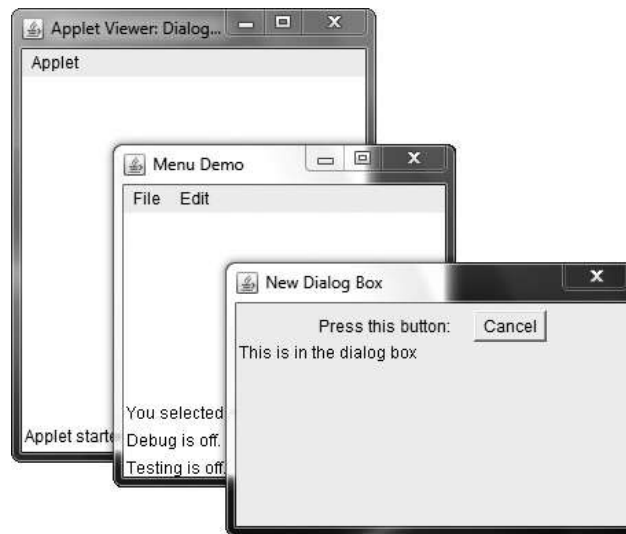 Applet Viewer: Dialog...
Applet
Menu Demo
File Edit
New Dialog Box
Press this button: Cancel
This is in the dialog box
You selected
Debug is off.
Testing is off.
Applet starte